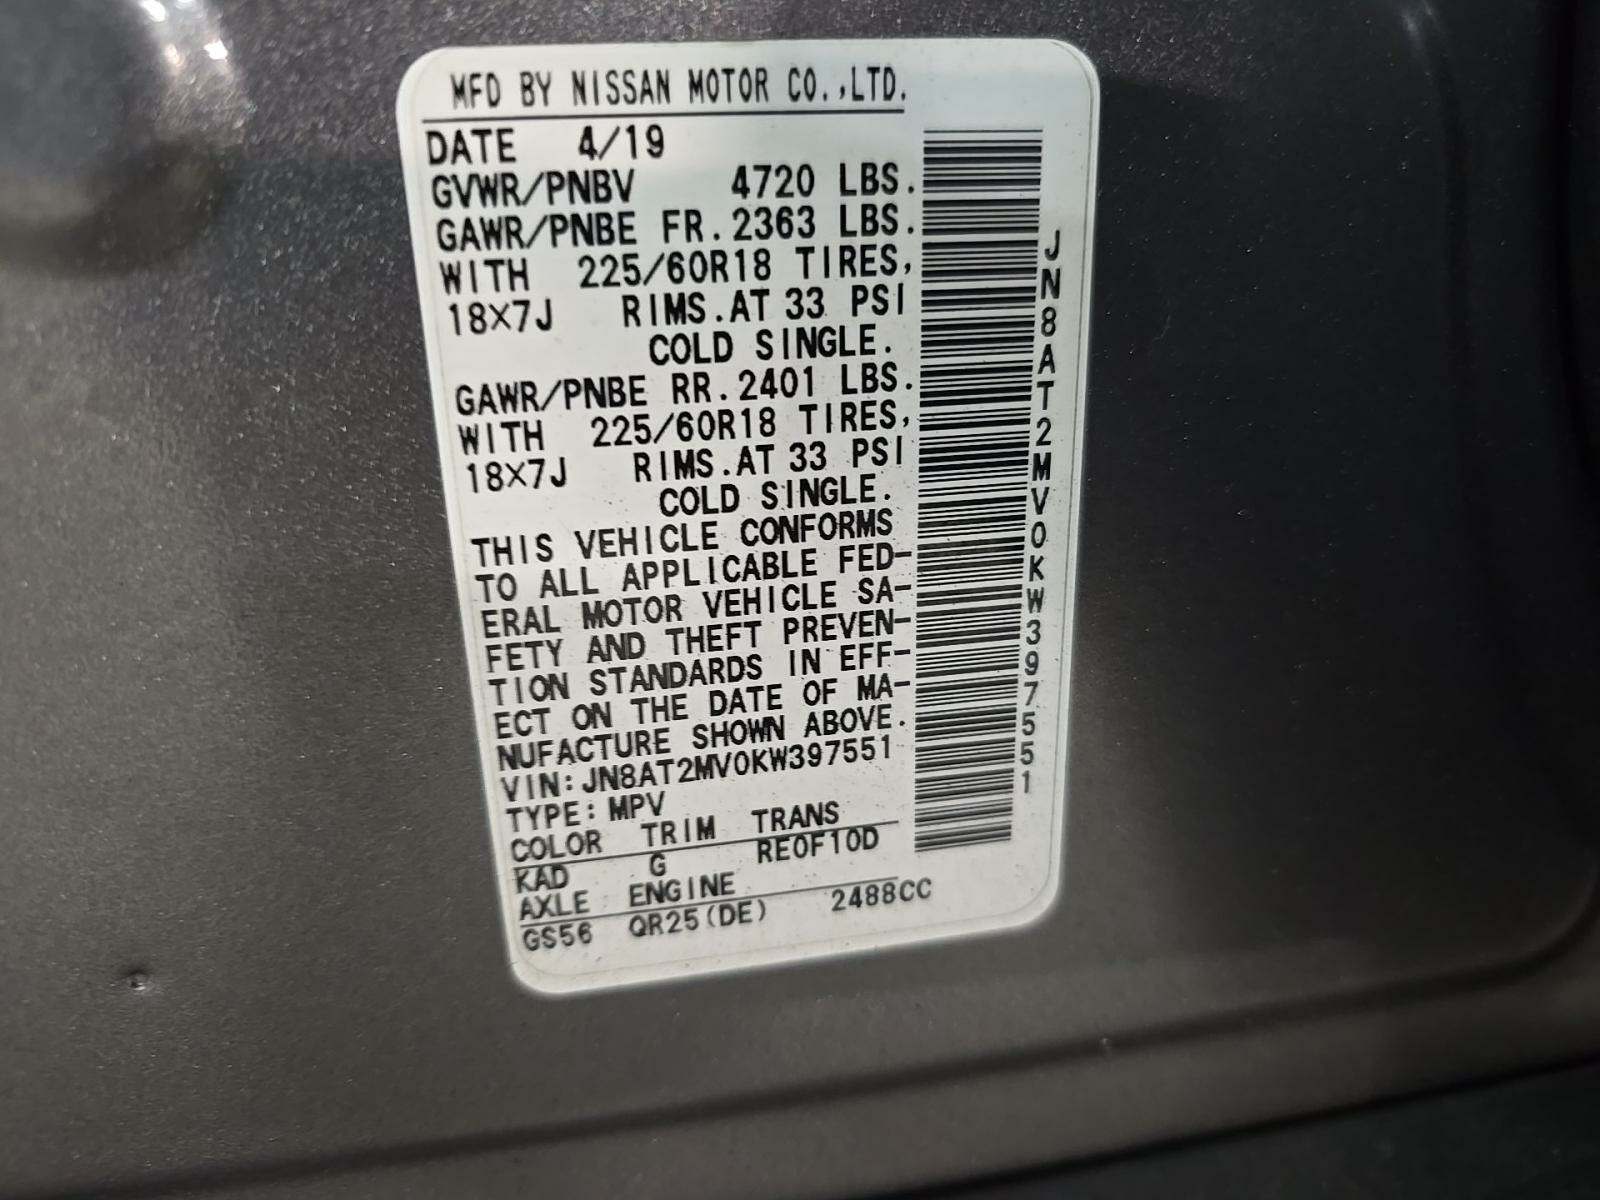 MFD BY NISSAN MOTOR CO.,LTD.
DATE 4/19
GVWR/PNBV 4720 LBS.
GAWR/PNBE FR. 2363 LBS.
WITH 225/60R18 TIRES,
18X7J RIMS.AT 33 PSI
COLD SINGLE.
GAWR/PNBE RR. 2401 LBS.
WITH 225/60R18 TIRES,
18X7J RIMS.AT 33 PSI
COLD SINGLE.
THIS VEHICLE CONFORMS
TO ALL APPLICABLE FED-
ERAL MOTOR VEHICLE SA-
FETY AND THEFT PREVEN-
TION STANDARDS IN EFF-
ECT ON THE DATE OF MA-
NUFACTURE SHOWN ABOVE.
VIN:JN8AT2MV0KW397551
TYPE:MPV
COLOR TRIM TRANS
KAD G RE0F10D
AXLE ENGINE
GS56 QR25(DE) 2488CC
JN8AT2MV0KW397551